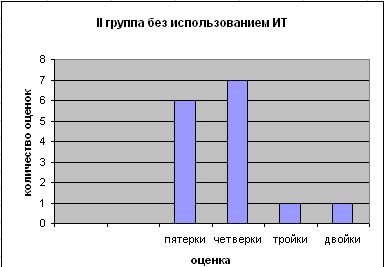 II группа без использованием ИТ
количество оценок
8
7
6
5
4
3
2
1
0
пятерки четверки тройки двойки
оценка